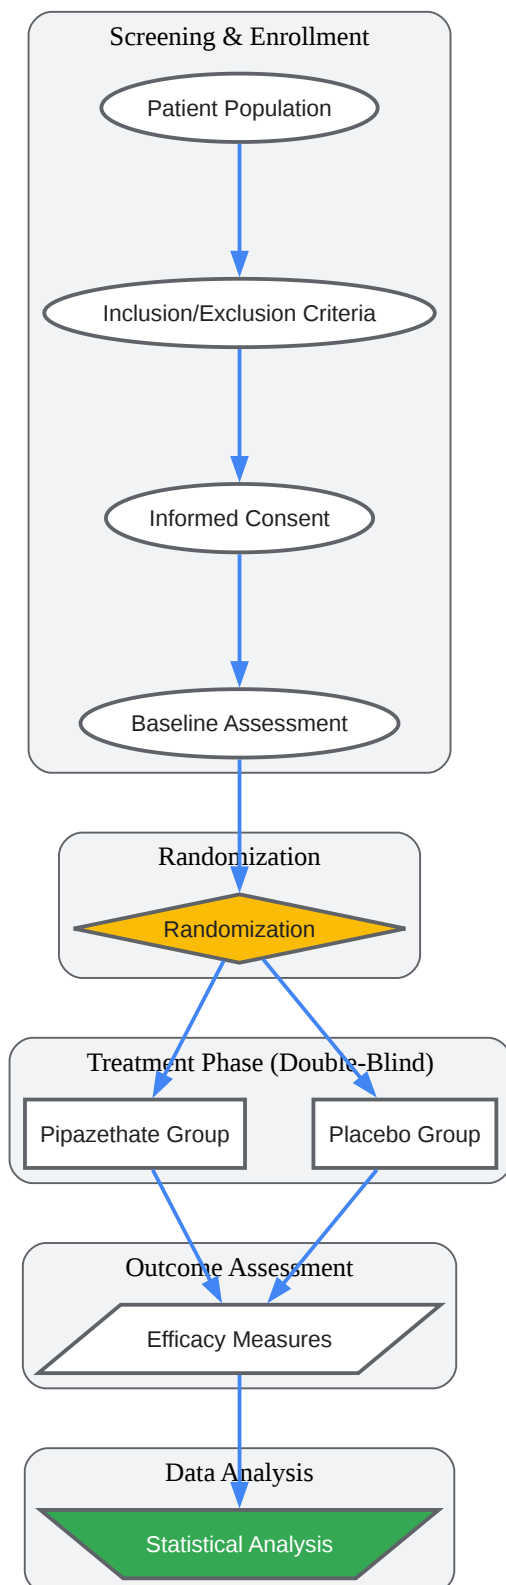 Screening & Enrollment
Patient Population
Inclusion/Exclusion Criteria
Informed Consent
Baseline Assessment
Randomization
Randomization
Treatment Phase (Double-Blind)
Pipazethate Group
Placebo Group
Outcome Assessment
Efficacy Measures
Data Analysis
Statistical Analysis